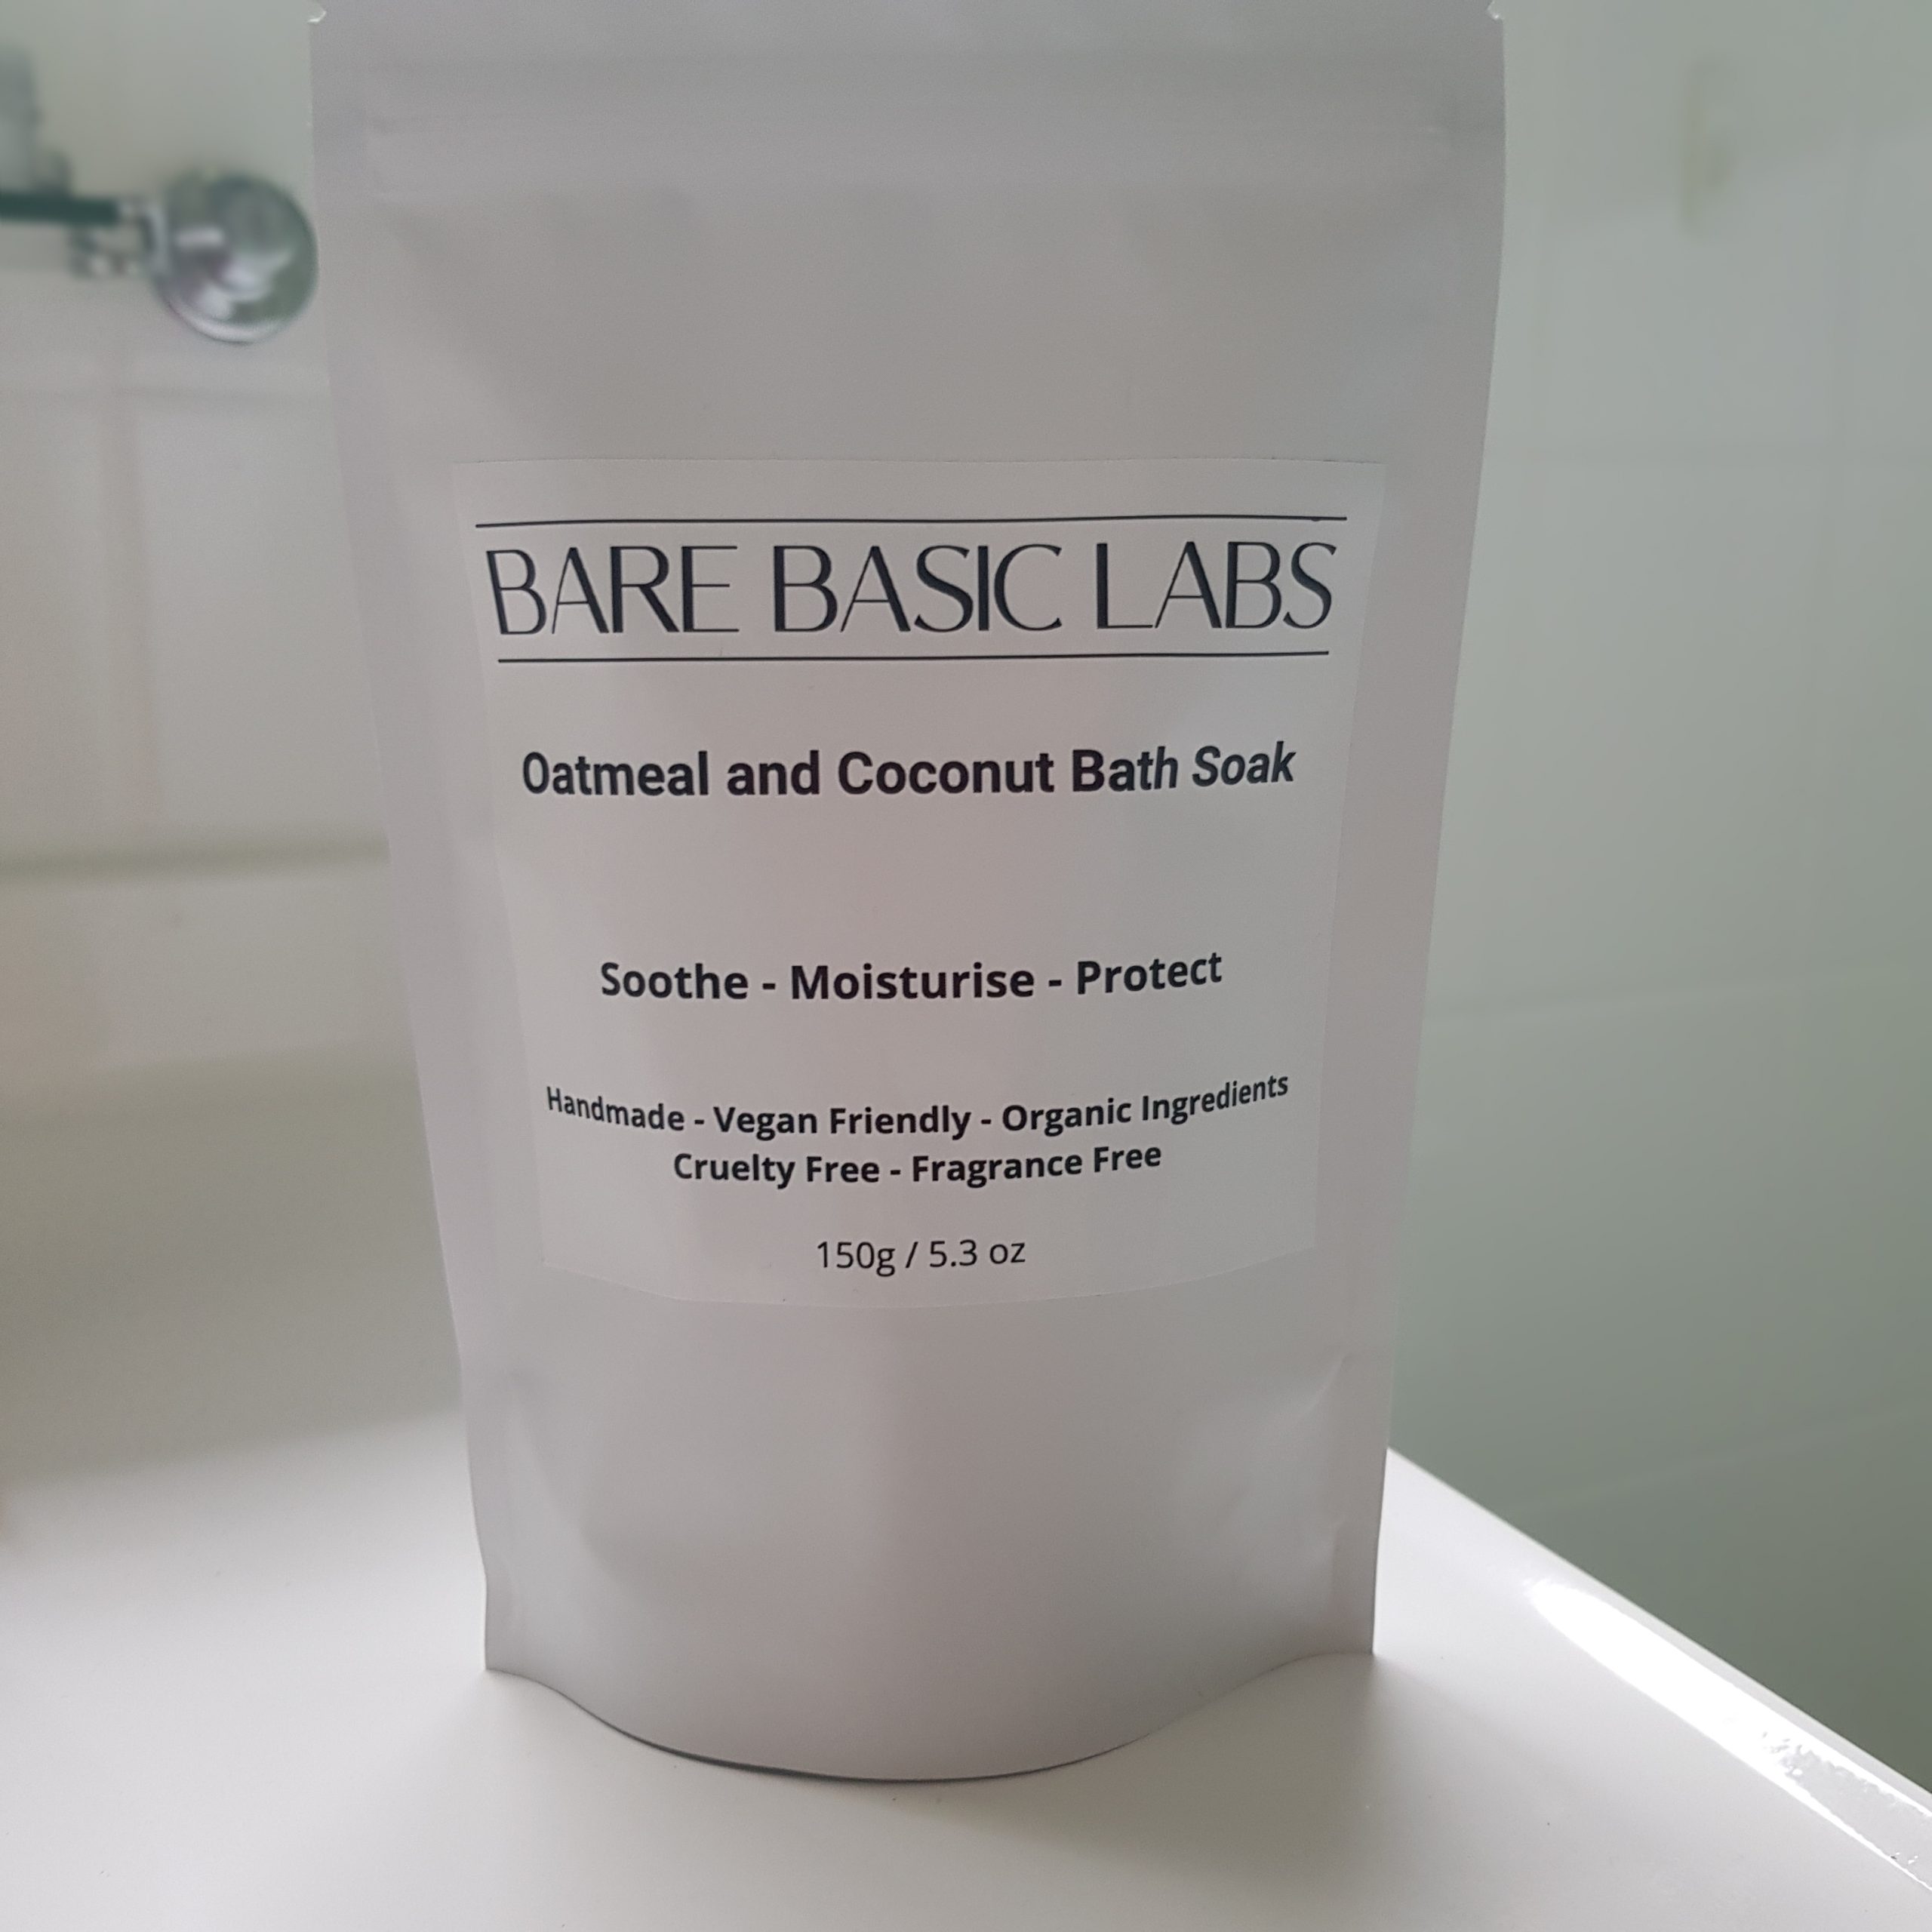 BARE BASIC LABS
Oatmeal and Coconut Bath Soak
Soothe - Moisturise - Protect
Handmade - Vegan Friendly - Organic Ingredients
Cruelty Free - Fragrance Free
150g / 5.3 oz